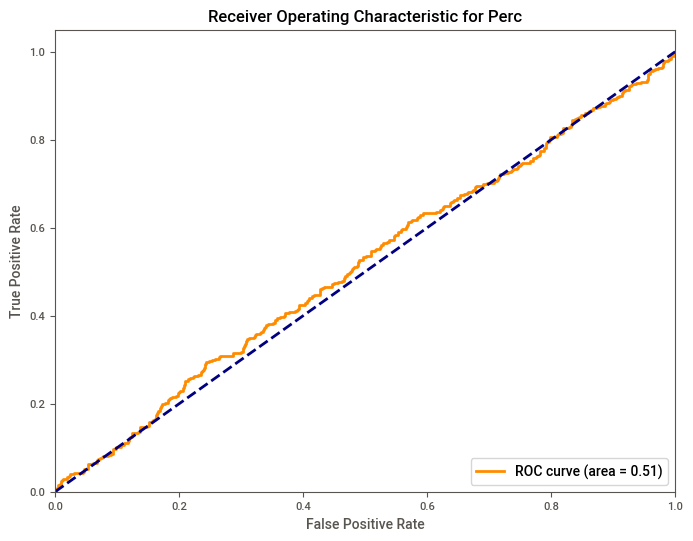 Receiver Operating Characteristic for Perc
True Positive Rate
1.0
0.8
0.6
0.4
0.2
0.0
ROC curve (area = 0.51)
0.0 0.2 0.4 0.6 0.8 1.0
False Positive Rate